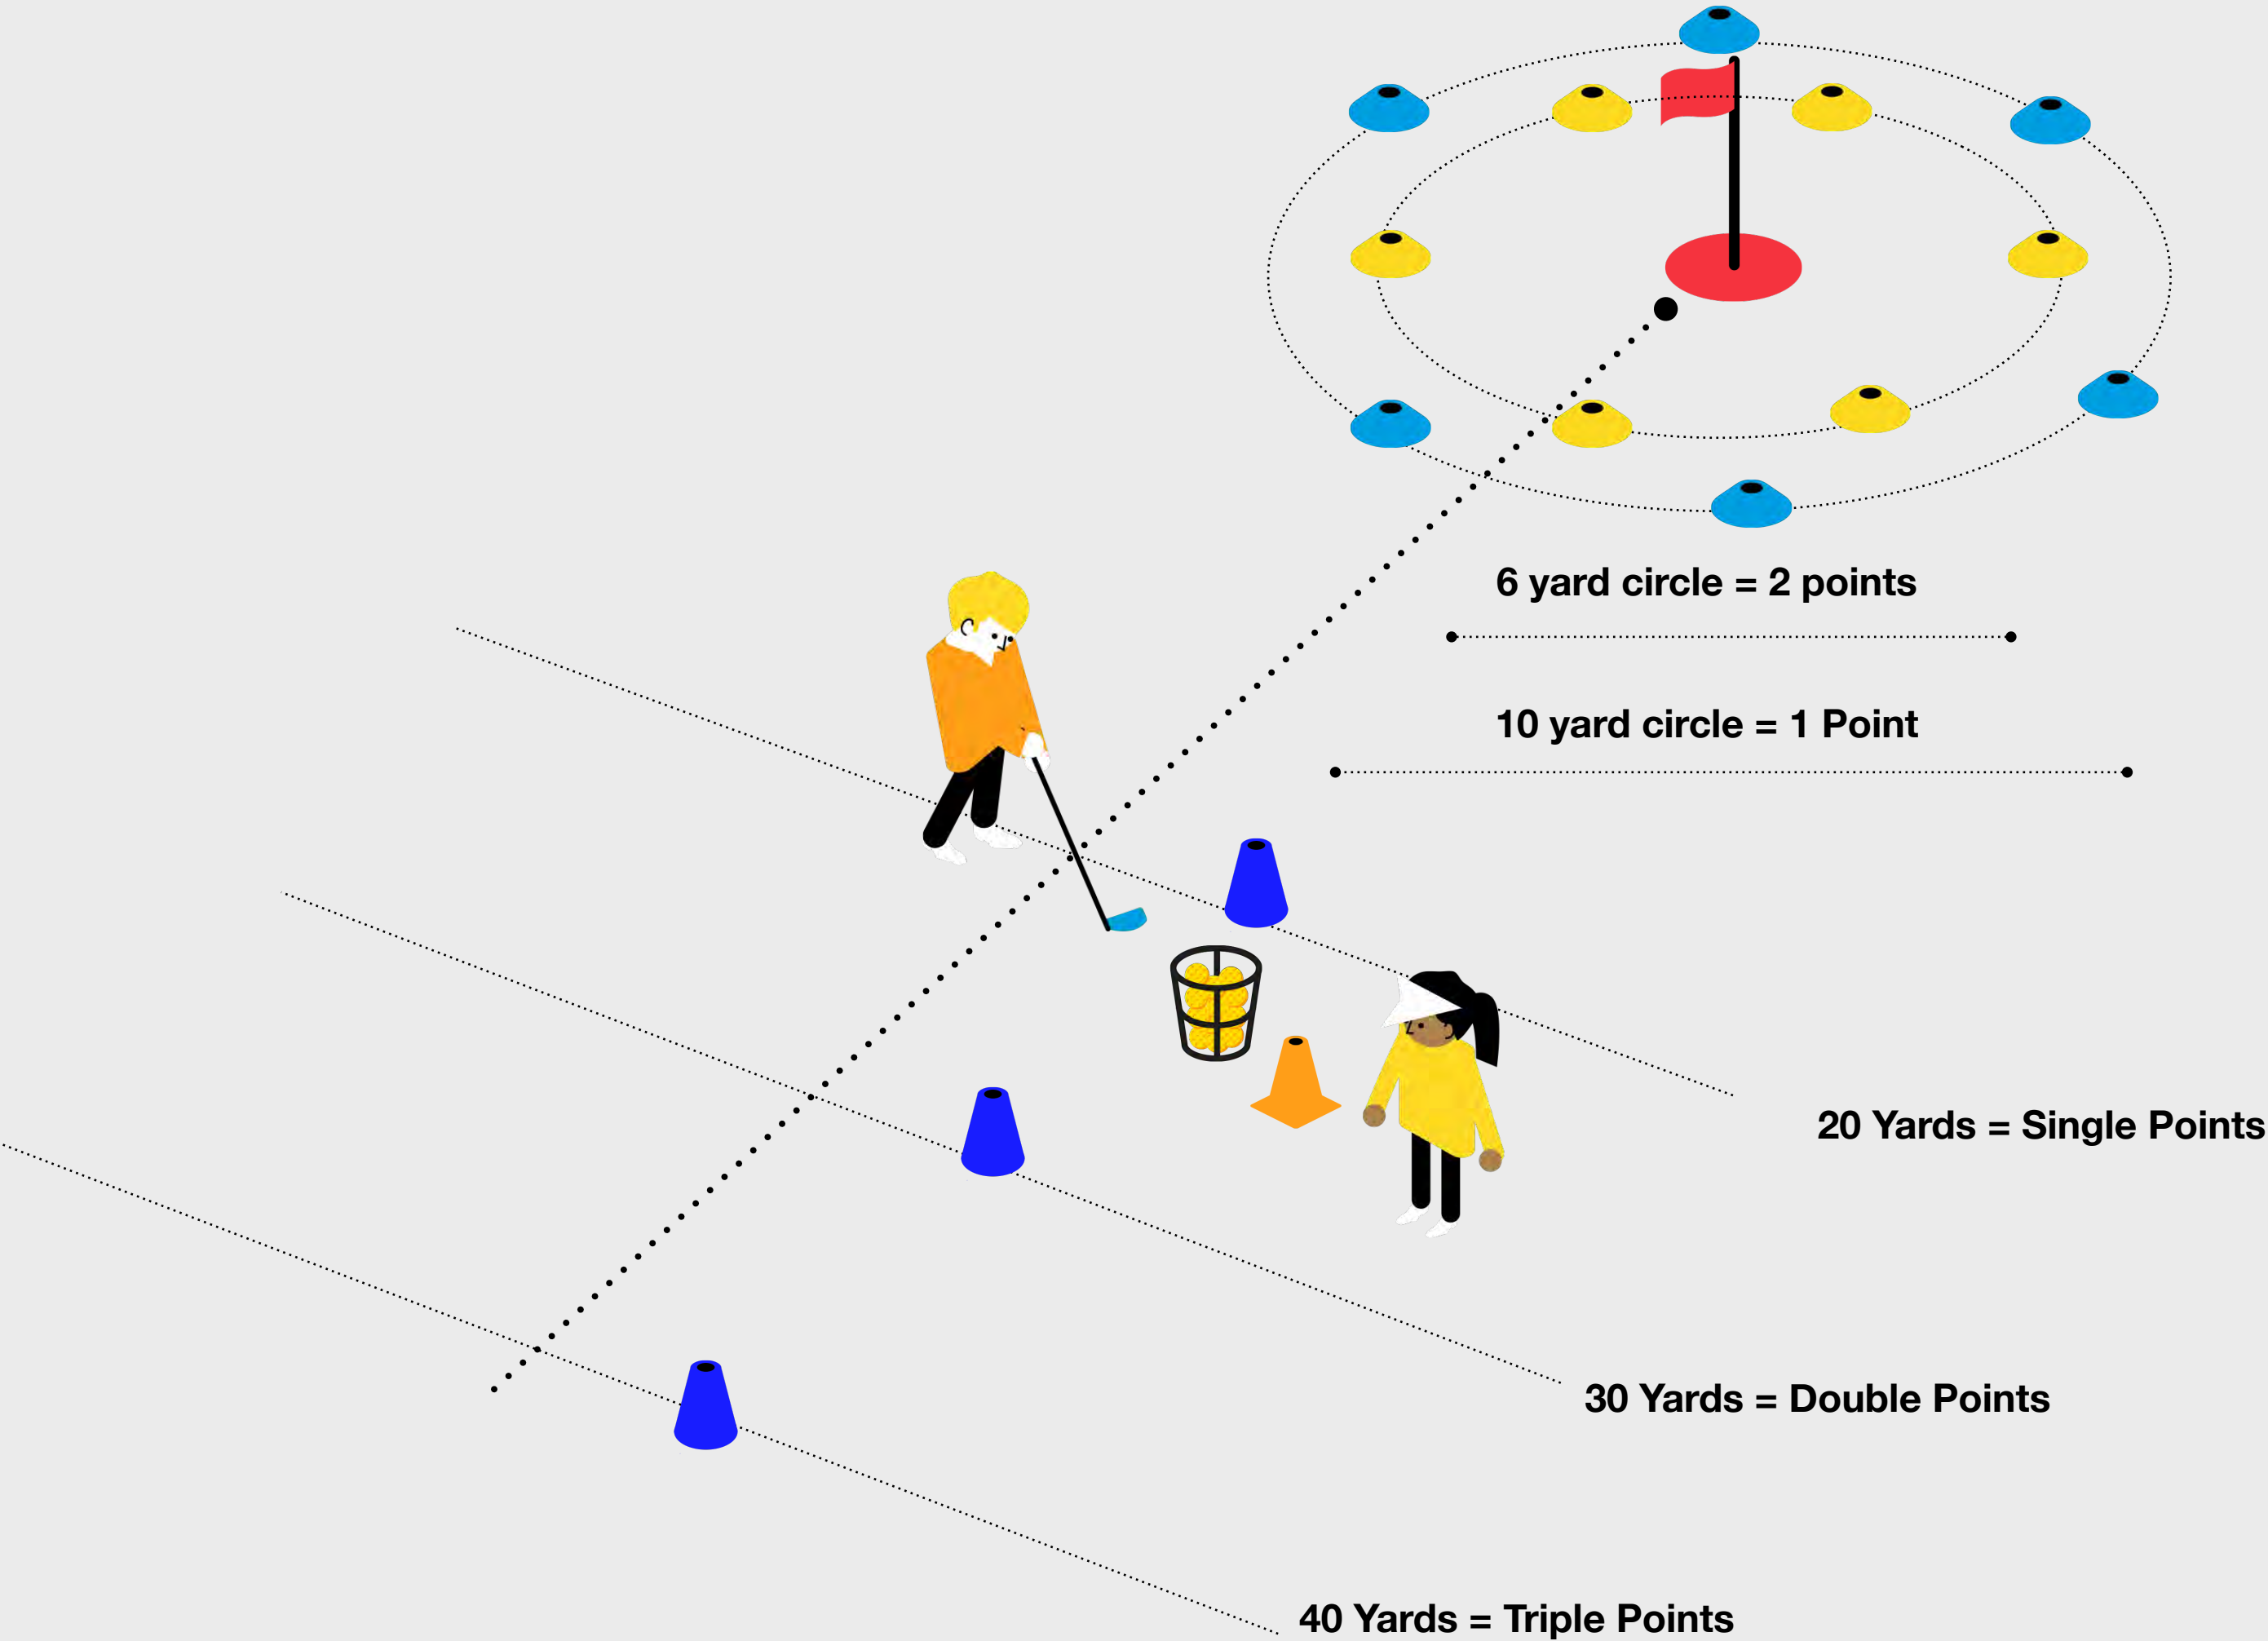 6 yard circle = 2 points
10 yard circle = 1 Point
20 Yards = Single Points
30 Yards = Double Points
40 Yards = Triple Points